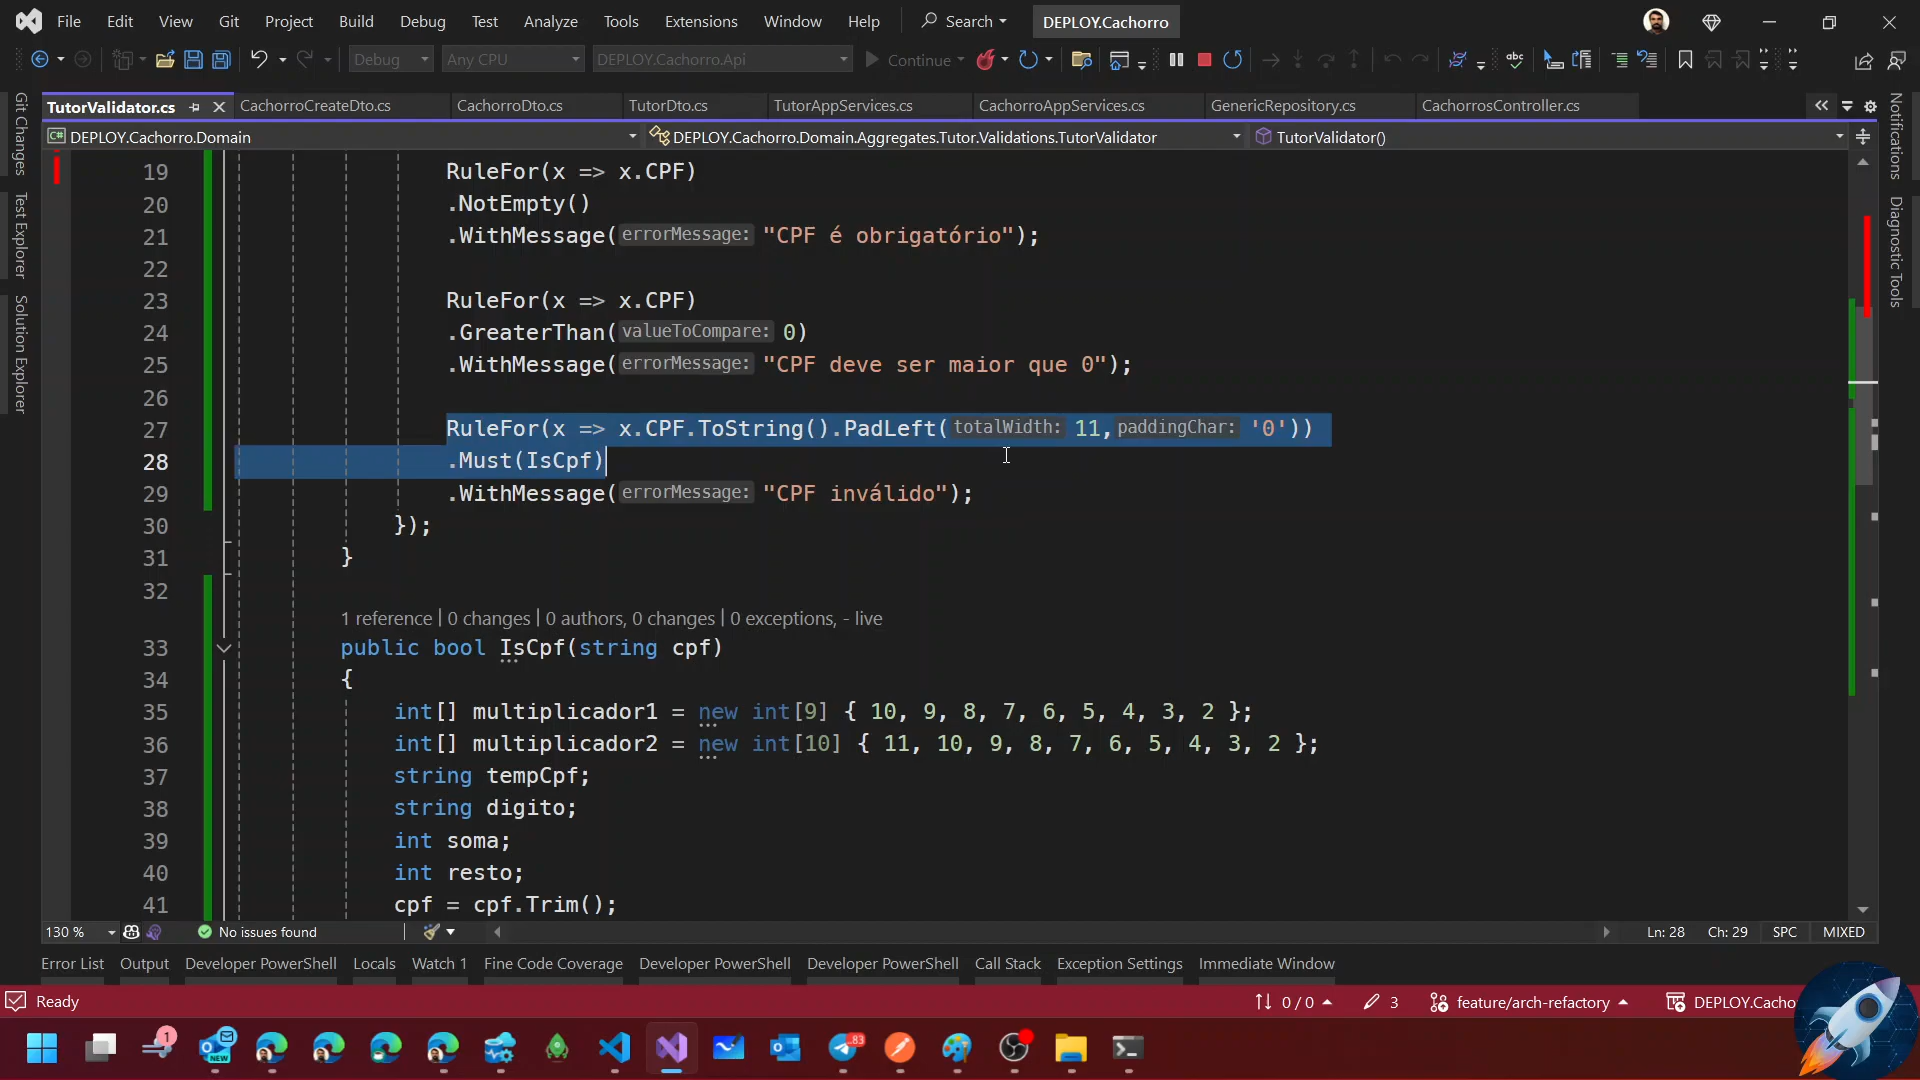 File Edit View Git Project Build Debug Test Analyze Tools Extensions Window Help Search DEPLOY.Cachorro
Debug Any CPU DEPLOY.Cachorro.Api Continue
TutorValidator.cs CachorroCreateDto.cs CachorroDto.cs TutorDto.cs TutorAppServices.cs CachorroAppServices.cs GenericRepository.cs CachorrosController.cs
DEPLOY.Cachorro.Domain DEPLOY.Cachorro.Domain.Aggregates.Tutor.Validations.TutorValidator TutorValidator()
Git Changes
Test Explorer
Solution Explorer
Notifications
Diagnostic Tools
19 RuleFor(x => x.CPF)
20 .NotEmpty()
21 .WithMessage(errorMessage: "CPF é obrigatório");
22
23 RuleFor(x => x.CPF)
24 .GreaterThan(valueToCompare: 0)
25 .WithMessage(errorMessage: "CPF deve ser maior que 0");
26
27 RuleFor(x => x.CPF.ToString().PadLeft(totalWidth: 11,paddingChar: '0'))
28 .Must(IsCpf)
29 .WithMessage(errorMessage: "CPF inválido");
30 });
31 }
32
1 reference | 0 changes | 0 authors, 0 changes | 0 exceptions, - live
33 public bool IsCpf(string cpf)
34 {
35 int[] multiplicador1 = new int[9] { 10, 9, 8, 7, 6, 5, 4, 3, 2 };
36 int[] multiplicador2 = new int[10] { 11, 10, 9, 8, 7, 6, 5, 4, 3, 2 };
37 string tempCpf;
38 string digito;
39 int soma;
40 int resto;
41 cpf = cpf.Trim();
130 % No issues found Ln: 28 Ch: 29 SPC MIXED
Error List Output Developer PowerShell Locals Watch 1 Fine Code Coverage Developer PowerShell Developer PowerShell Call Stack Exception Settings Immediate Window
Ready 0 / 0 3 feature/arch-refactory DEPLOY.Cacho
1 NEW 83